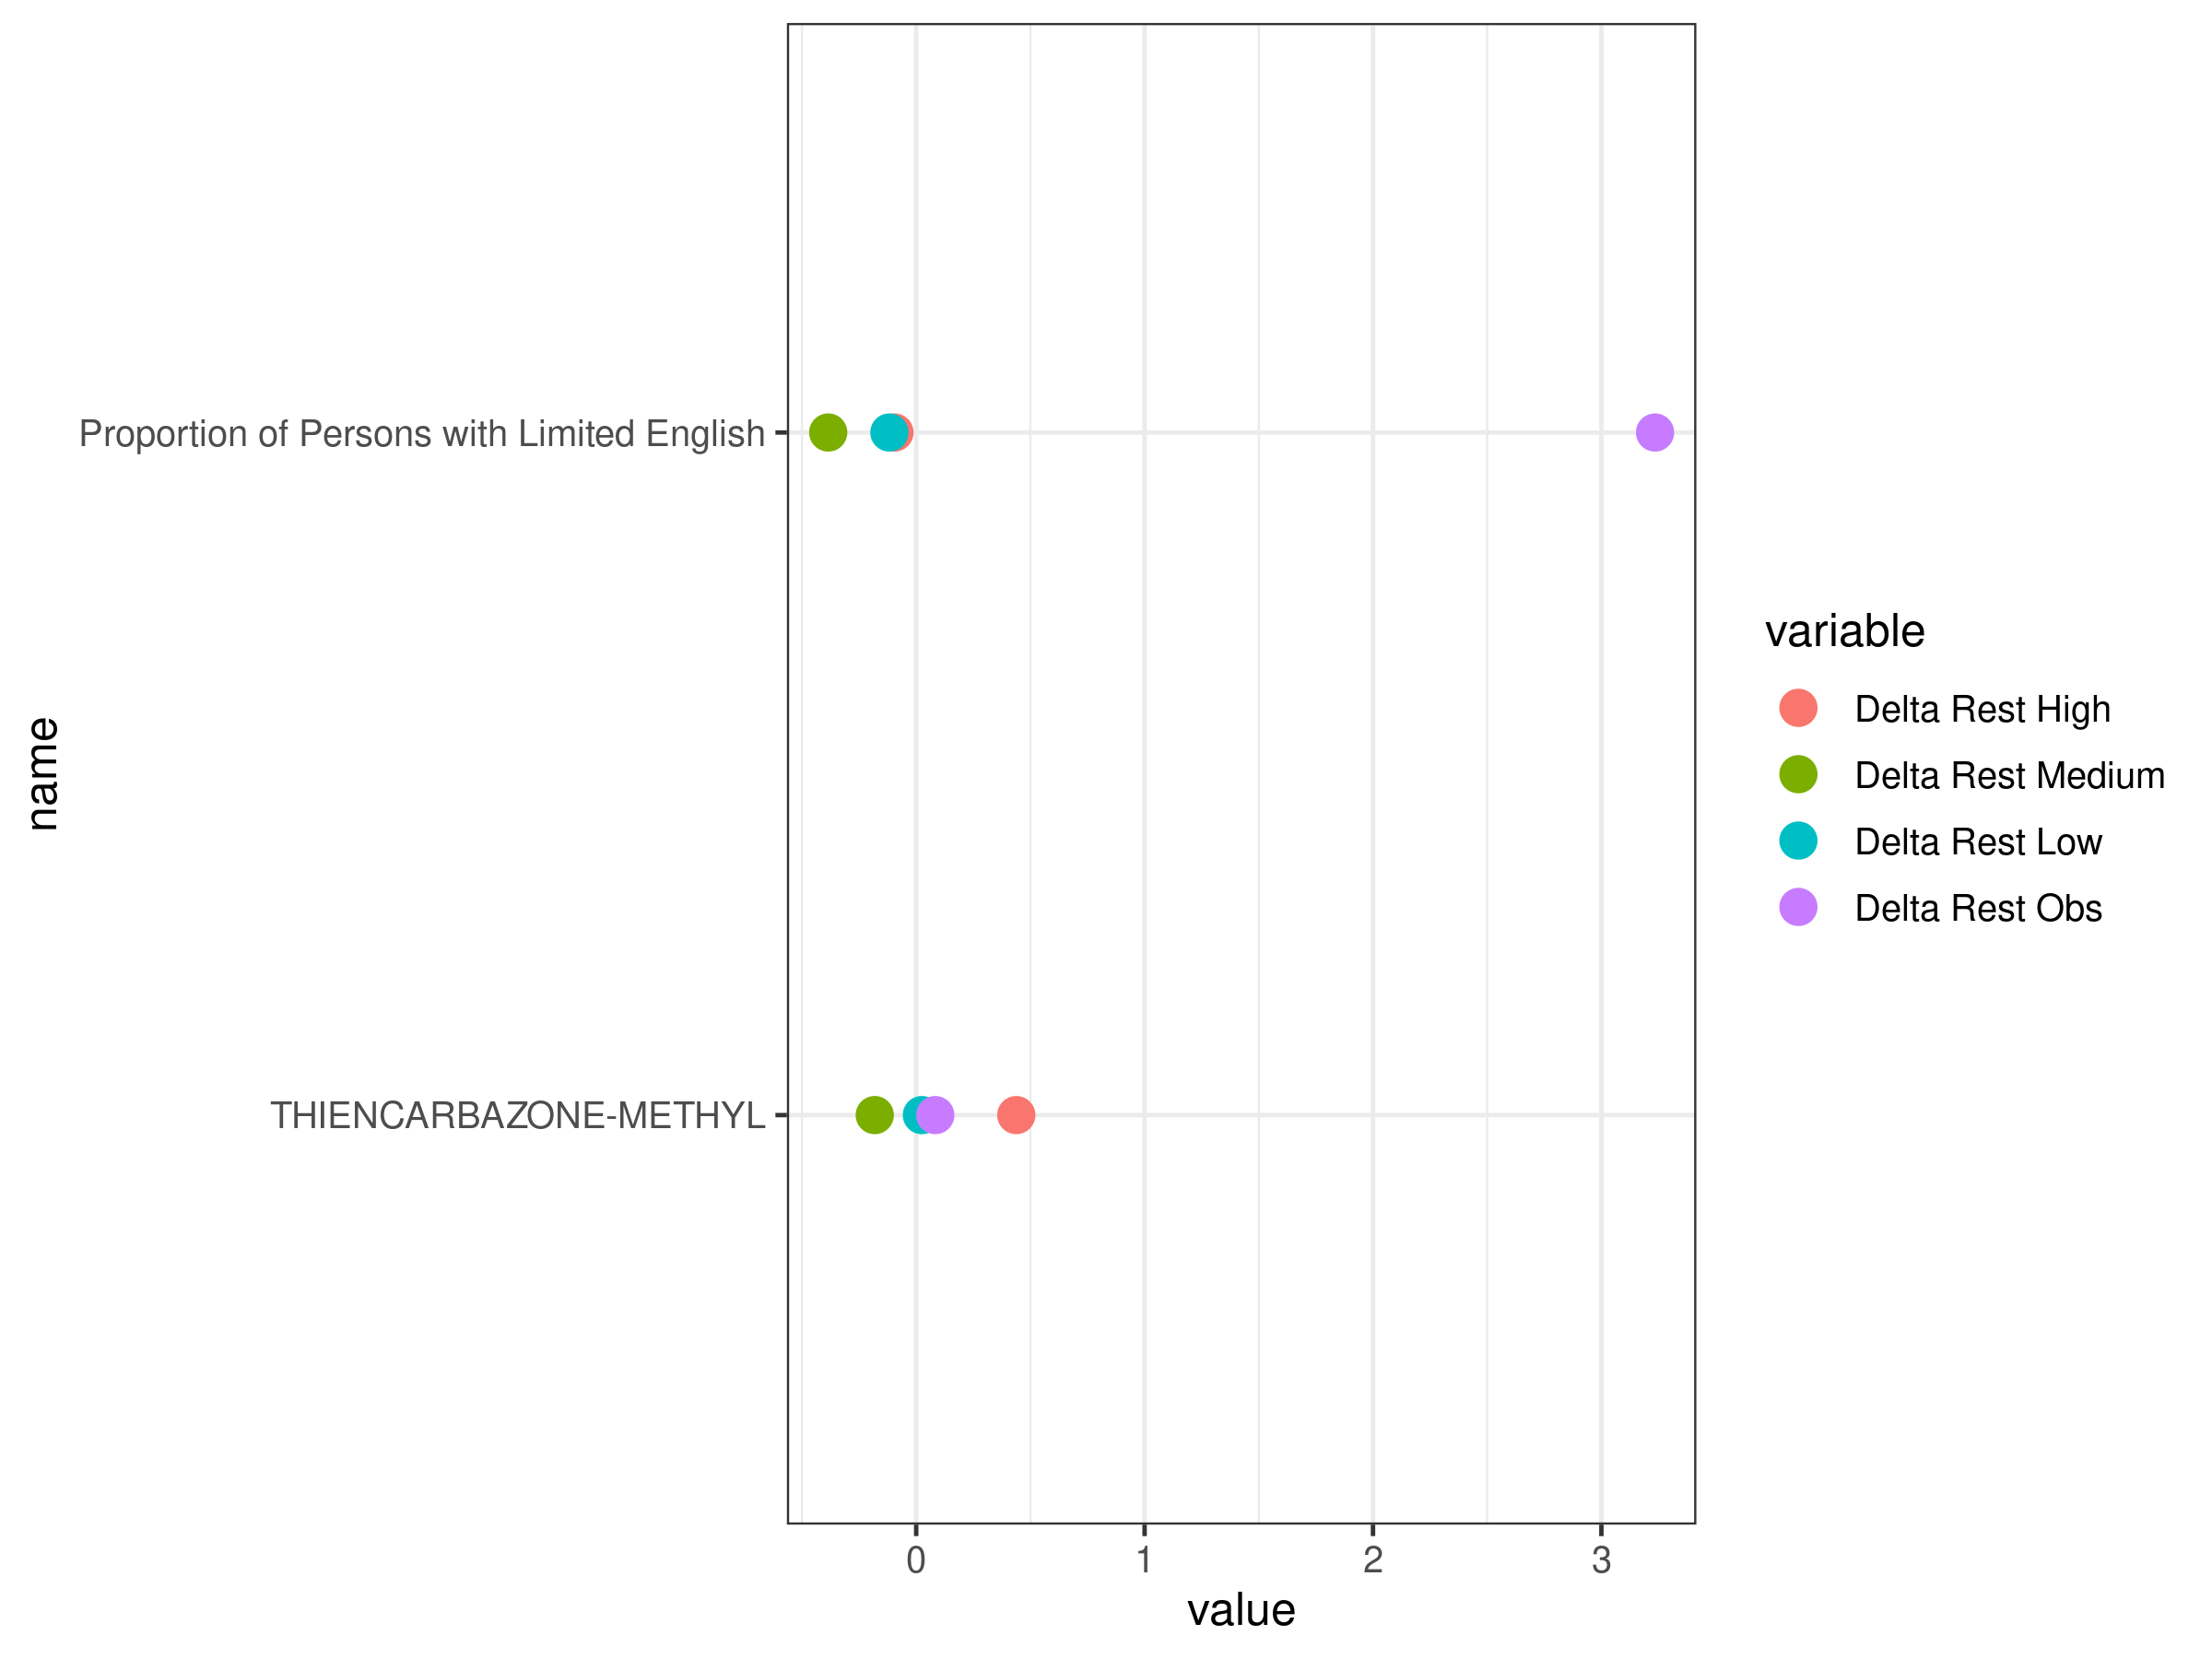 name
Proportion of Persons with Limited English
THIENCARBAZONE-METHYL
0 1 2 3
value
variable
Delta Rest High
Delta Rest Medium
Delta Rest Low
Delta Rest Obs